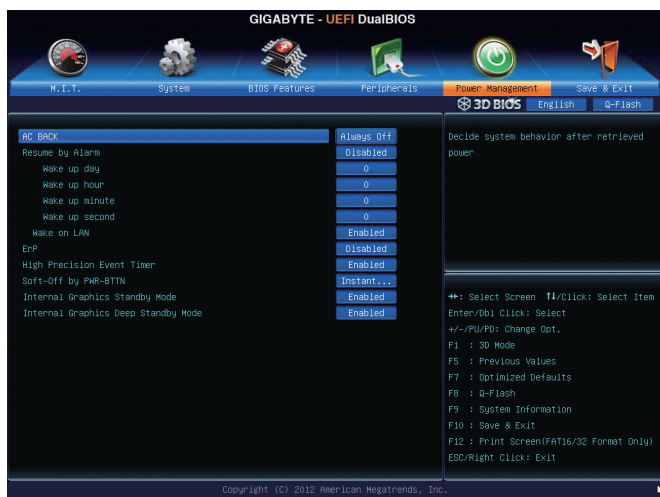 GIGABYTE - UEFI DualBIOS
M.I.T. System BIOS Features Peripherals Power Management Save & Exit
3D BIOS English Q-Flash
AC BACK Always Off
Resume by Alarm Disabled
Wake up day 0
Wake up hour 0
Wake up minute 0
Wake up second 0
Wake on LAN Enabled
ErP Disabled
High Precision Event Timer Enabled
Soft-Off by PWR-BTTN Instant...
Internal Graphics Standby Mode Enabled
Internal Graphics Deep Standby Mode Enabled
Decide system behavior after retrieved
power
→←: Select Screen ↑↓/Click: Select Item
Enter/Dbl Click: Select
+/-/PU/PD: Change Opt.
F1 : 3D Mode
F5 : Previous Values
F7 : Optimized Defaults
F8 : Q-Flash
F9 : System Information
F10 : Save & Exit
F12 : Print Screen(FAT16/32 Format Only)
ESC/Right Click: Exit
Copyright (C) 2012 American Megatrends, Inc.